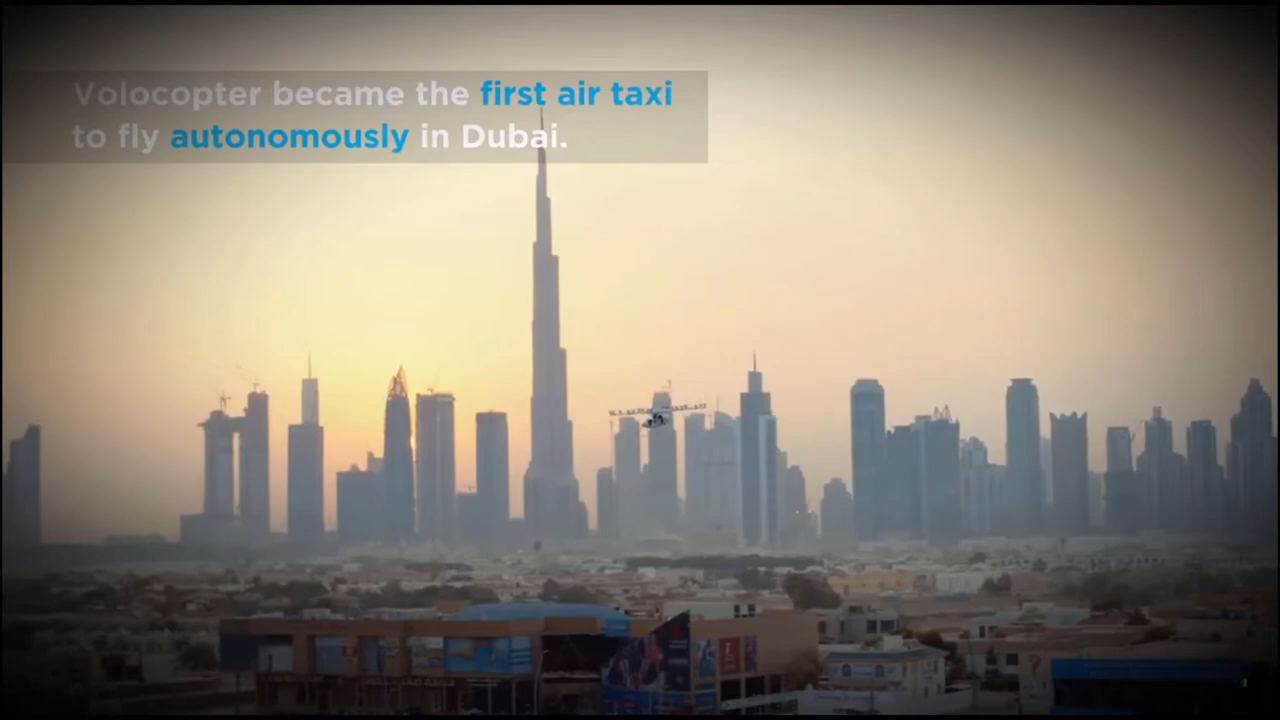 Volocopter became the first air taxi
to fly autonomously in Dubai.